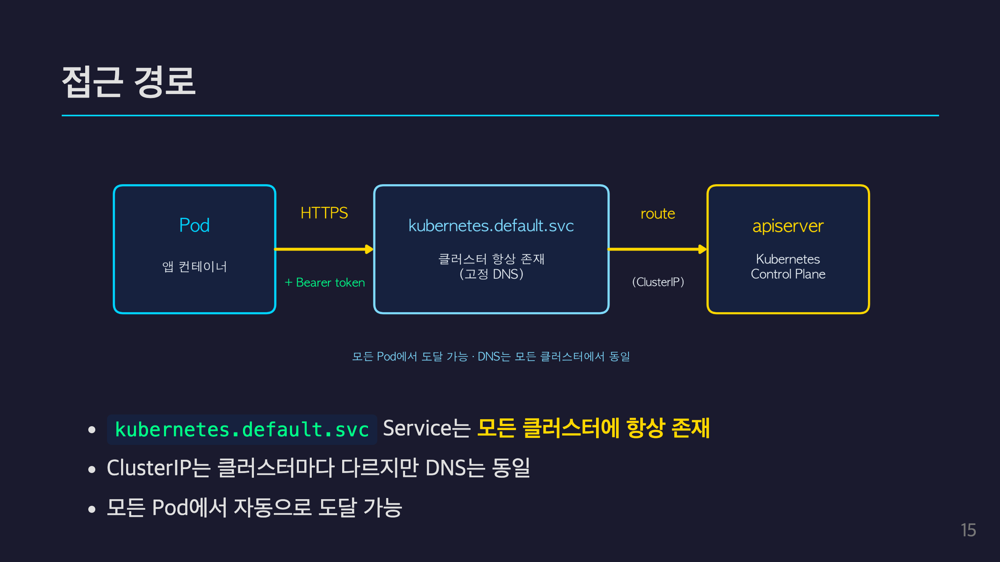 접근 경로
Pod
앱 컨테이너
HTTPS
+ Bearer token
kubernetes.default.svc
클러스터 항상 존재
(고정 DNS)
route
(ClusterIP)
apiserver
Kubernetes
Control Plane
모든 Pod에서 도달 가능 · DNS는 모든 클러스터에서 동일
• kubernetes.default.svc Service는 모든 클러스터에 항상 존재
• ClusterIP는 클러스터마다 다르지만 DNS는 동일
• 모든 Pod에서 자동으로 도달 가능
15